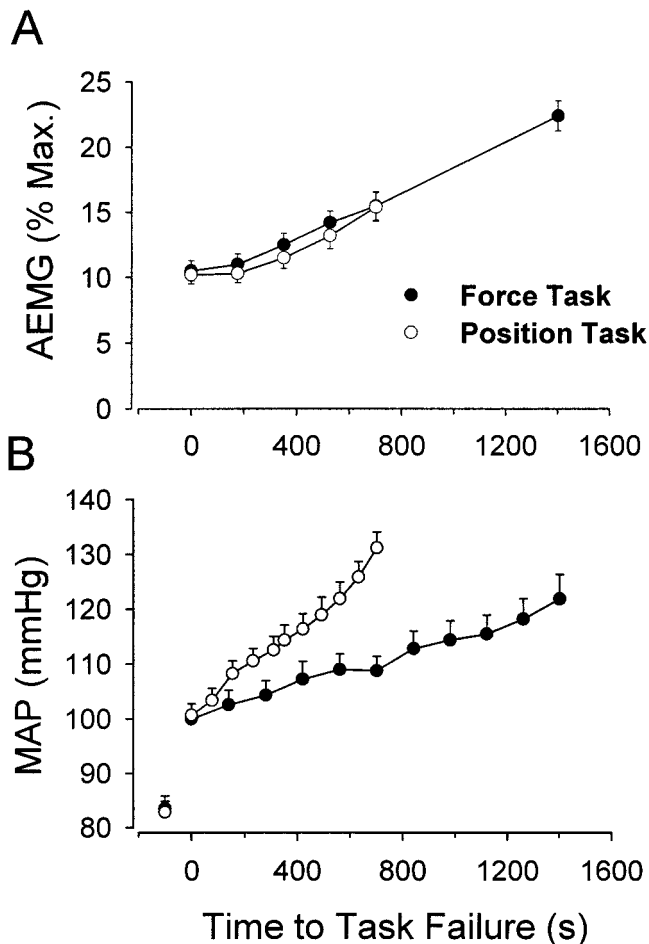 A
AEMG (% Max.)
25
20
15
10
5
0
Force Task
Position Task
0 400 800 1200 1600
B
MAP (mmHg)
140
130
120
110
100
90
80
0 400 800 1200 1600
Time to Task Failure (s)